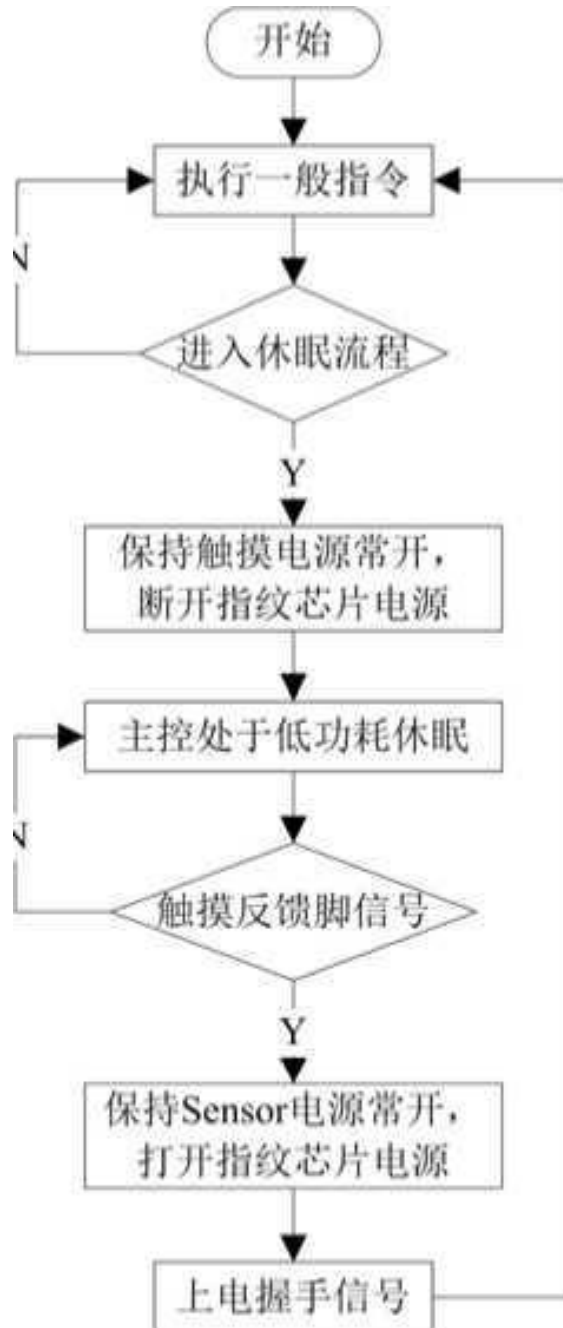 开始
执行一般指令
N
进入休眠流程
Y
保持触摸电源常开，
断开指纹芯片电源
主控处于低功耗休眠
N
触摸反馈脚信号
Y
保持Sensor电源常开，
打开指纹芯片电源
上电握手信号